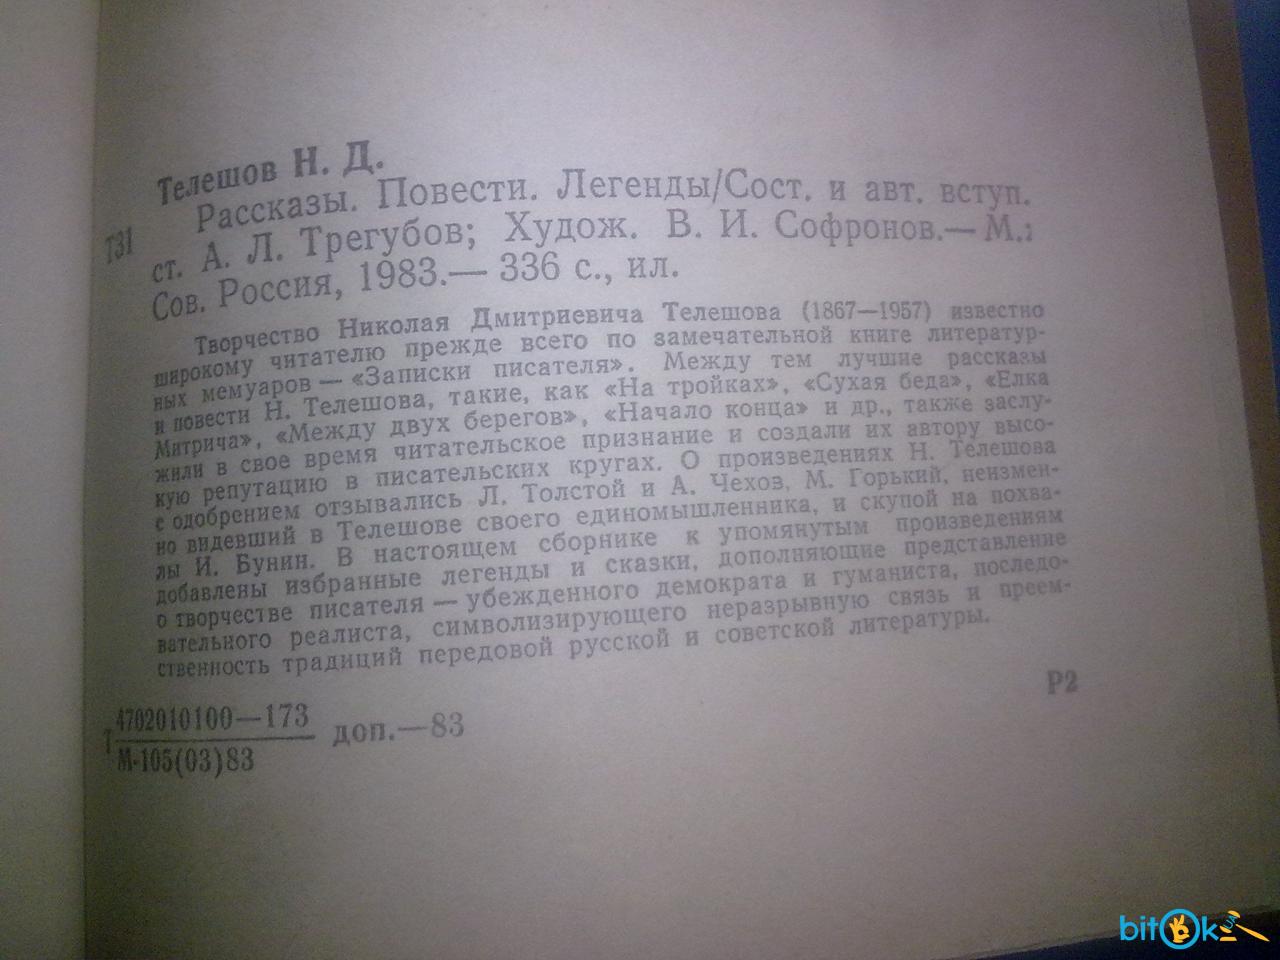 Телешов Н. Д.
Т31
Рассказы. Повести. Легенды/Сост. и авт. вступ.
ст. А. Л. Трегубов; Худож. В. И. Софронов.— М.:
Сов. Россия, 1983.— 336 с., ил.
Творчество Николая Дмитриевича Телешова (1867—1957) известно
широкому читателю прежде всего по замечательной книге литератур-
ных мемуаров — «Записки писателя». Между тем лучшие рассказы
и повести Н. Телешова, такие, как «На тройках», «Сухая беда», «Елка
Митрича», «Между двух берегов», «Начало конца» и др., также заслу-
жили в свое время читательское признание и создали их автору высо-
кую репутацию в писательских кругах. О произведениях Н. Телешова
с одобрением отзывались Л. Толстой и А. Чехов, М. Горький, неизмен-
но видевший в Телешове своего единомышленника, и скупой на похва-
лы И. Бунин. В настоящем сборнике к упомянутым произведениям
добавлены избранные легенды и сказки, дополняющие представление
о творчестве писателя — убежденного демократа и гуманиста, последо-
вательного реалиста, символизирующего неразрывную связь и преем-
ственность традиций передовой русской и советской литературы.
Т 4702010100—173 доп.—83
М-105(03)83
Р2
bitOk
UA